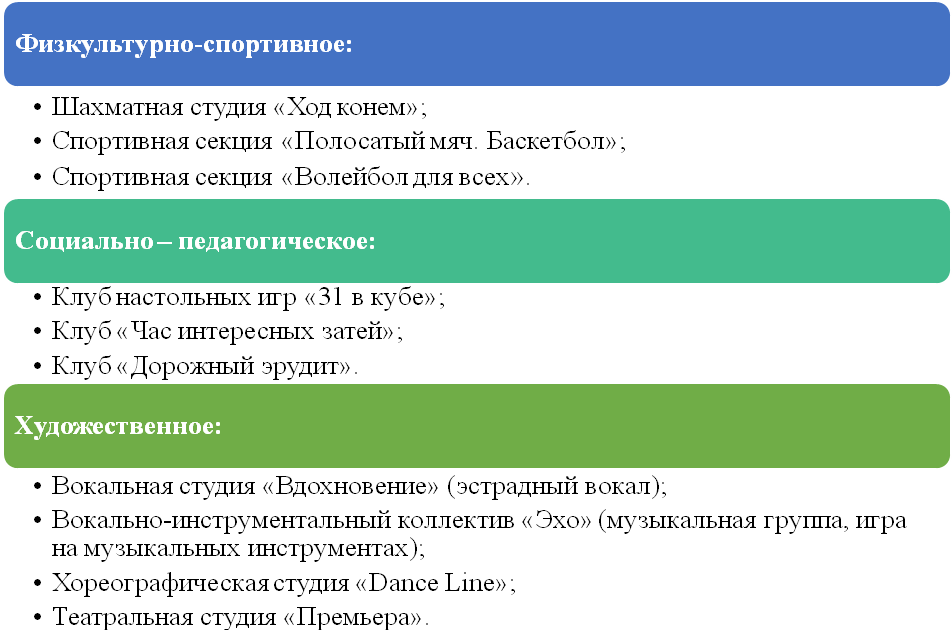 Физкультурно-спортивное:
• Шахматная студия «Ход конем»;
• Спортивная секция «Полосатый мяч. Баскетбол»;
• Спортивная секция «Волейбол для всех».
Социально – педагогическое:
• Клуб настольных игр «31 в кубе»;
• Клуб «Час интересных затей»;
• Клуб «Дорожный эрудит».
Художественное:
• Вокальная студия «Вдохновение» (эстрадный вокал);
• Вокально-инструментальный коллектив «Эхо» (музыкальная группа, игра
на музыкальных инструментах);
• Хореографическая студия «Dance Line»;
• Театральная студия «Премьера».